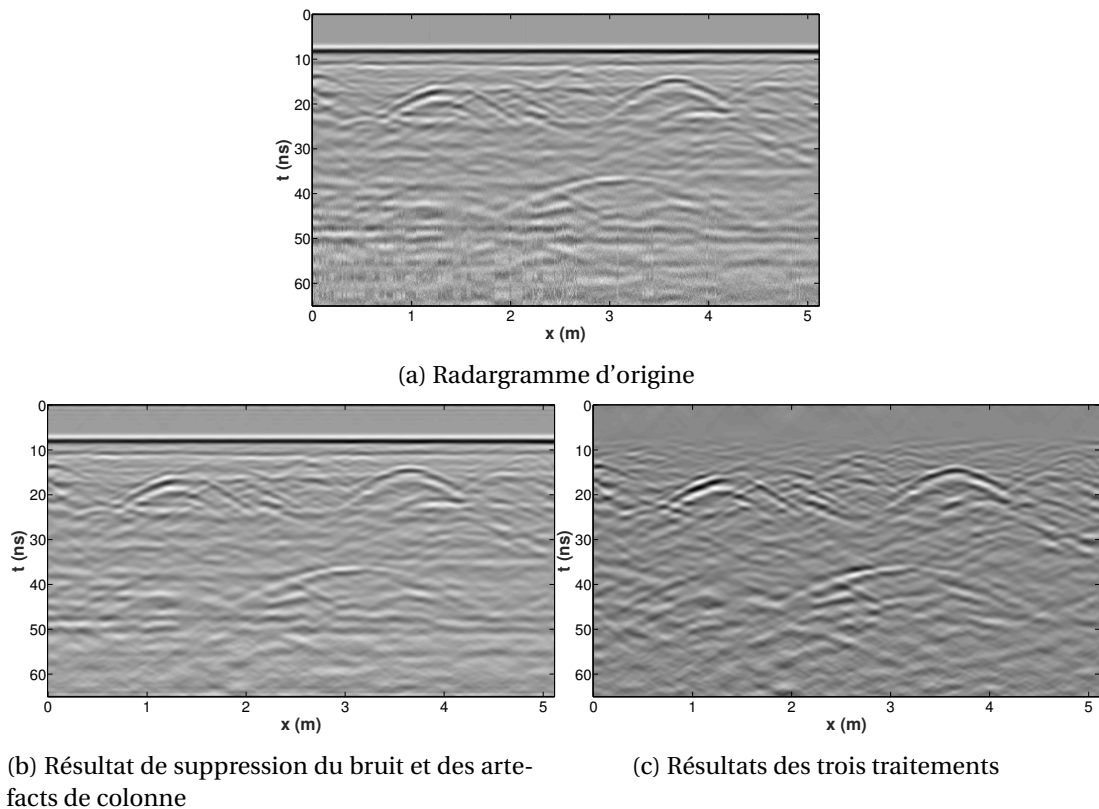 0
10
20
30
40
50
60
t (ns)
0 1 2 3 4 5
x (m)
(a) Radargramme d'origine
0
10
20
30
40
50
60
t (ns)
0 1 2 3 4 5
x (m)
0
10
20
30
40
50
60
t (ns)
0 1 2 3 4 5
x (m)
(b) Résultat de suppression du bruit et des arte-
facts de colonne
(c) Résultats des trois traitements